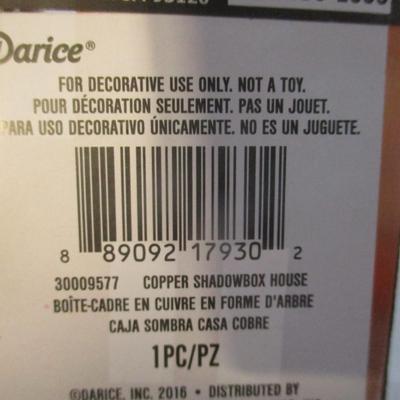 Darice®
FOR DECORATIVE USE ONLY. NOT A TOY.
POUR DÉCORATION SEULEMENT. PAS UN JOUET.
PARA USO DECORATIVO ÚNICAMENTE. NO ES UN JUGUETE.
8 89092 17930 2
30009577 COPPER SHADOWBOX HOUSE
BOÎTE-CADRE EN CUIVRE EN FORME D'ARBRE
CAJA SOMBRA CASA COBRE
1PC/PZ
©DARICE, INC. 2016 • DISTRIBUTED BY